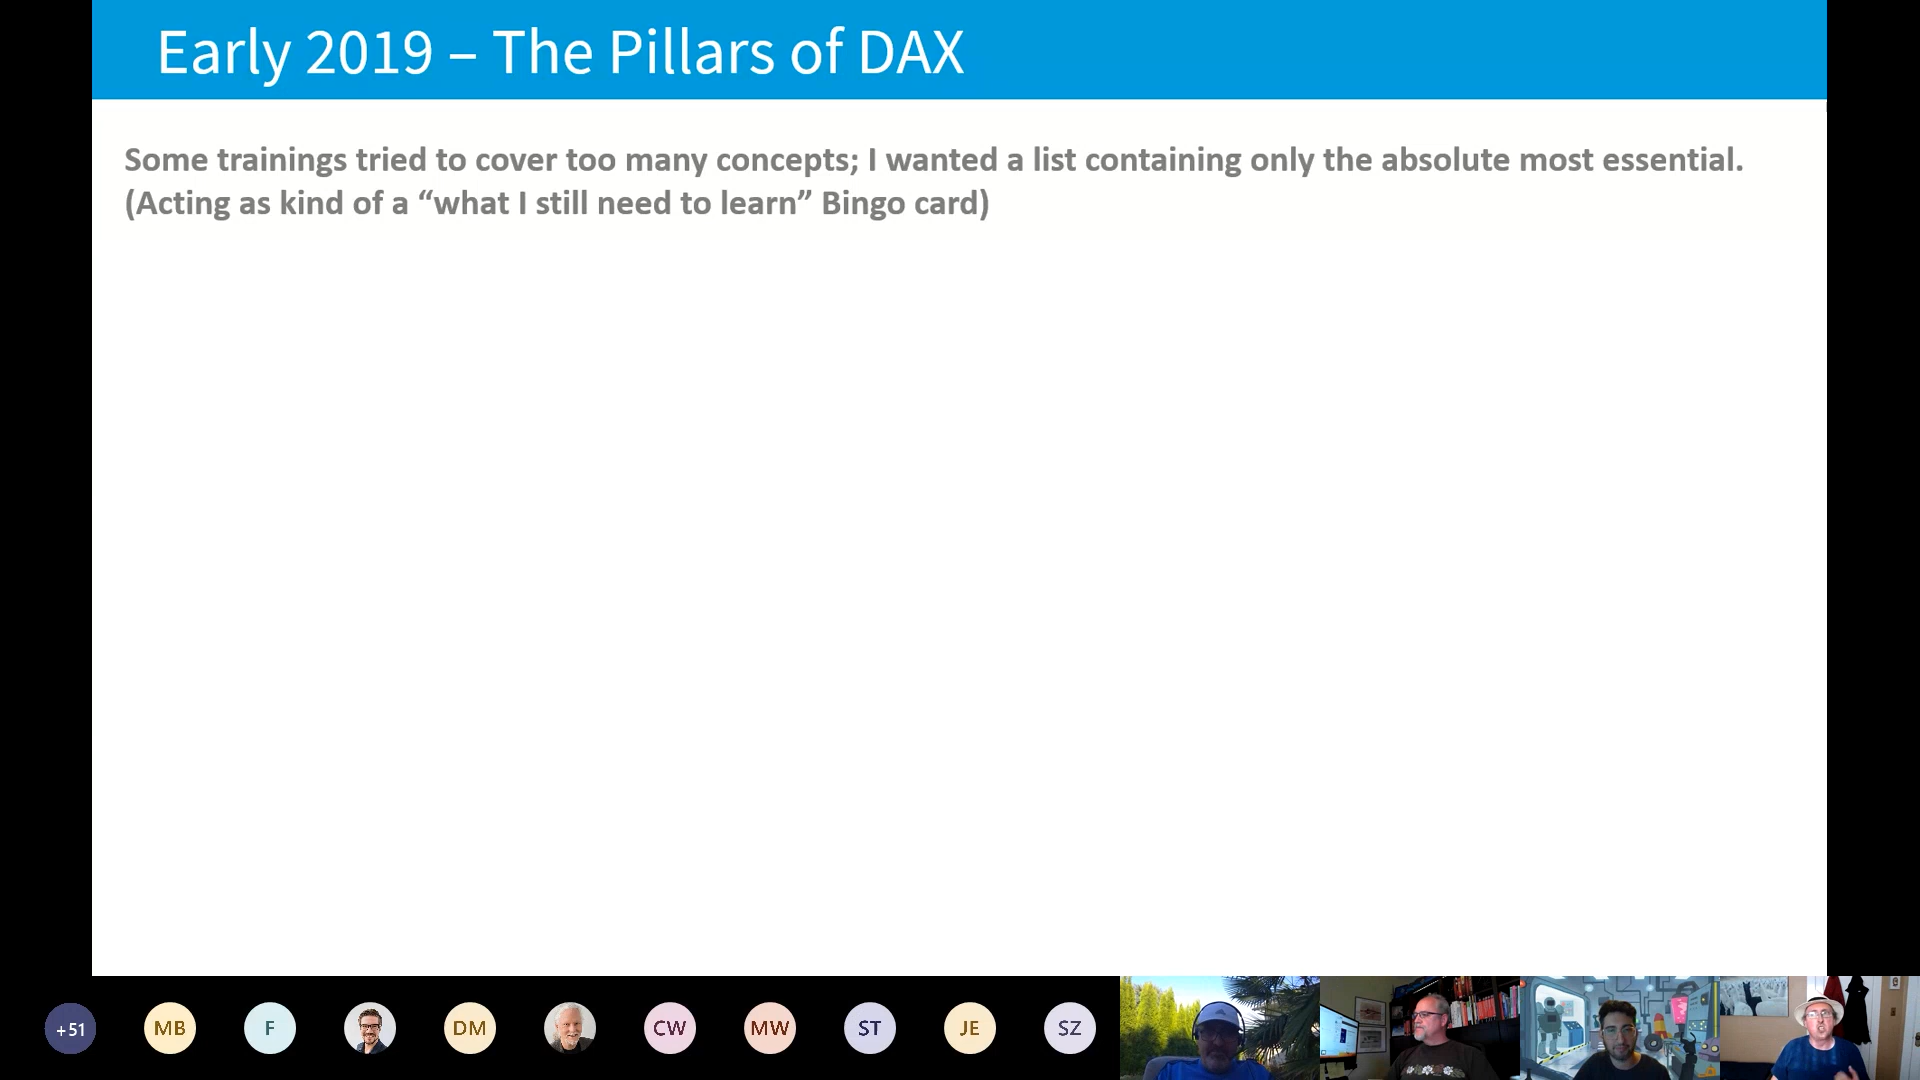 Early 2019 – The Pillars of DAX
Some trainings tried to cover too many concepts; I wanted a list containing only the absolute most essential.
(Acting as kind of a “what I still need to learn” Bingo card)
+51
MB
F
DM
CW
MW
ST
JE
SZ